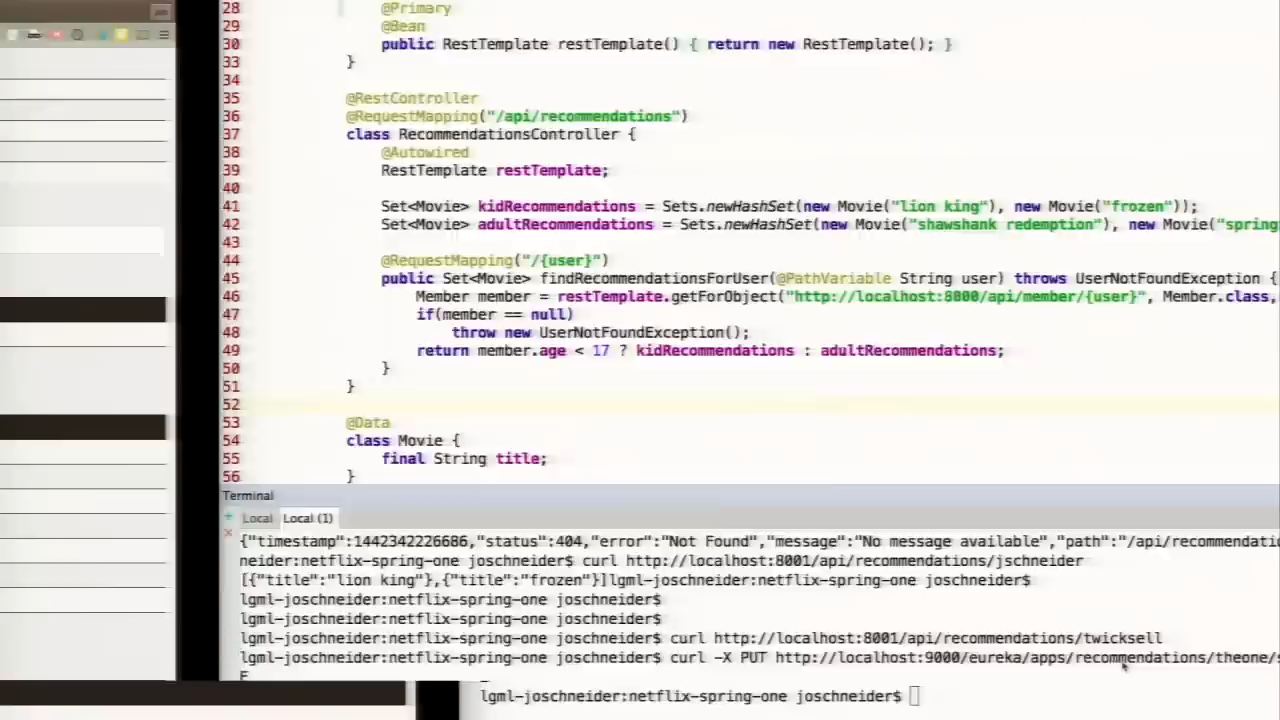 28 @Primary
29 @Bean
30 public RestTemplate restTemplate() { return new RestTemplate(); }
33 }
34
35 @RestController
36 @RequestMapping("/api/recommendations")
37 class RecommendationsController {
38 @Autowired
39 RestTemplate restTemplate;
40
41 Set<Movie> kidRecommendations = Sets.newHashSet(new Movie("lion king"), new Movie("frozen"));
42 Set<Movie> adultRecommendations = Sets.newHashSet(new Movie("shawshank redemption"), new Movie("spring
43
44 @RequestMapping("/{user}")
45 public Set<Movie> findRecommendationsForUser(@PathVariable String user) throws UserNotFoundException {
46 Member member = restTemplate.getForObject("http://localhost:8000/api/member/{user}", Member.class,
47 if(member == null)
48 throw new UserNotFoundException();
49 return member.age < 17 ? kidRecommendations : adultRecommendations;
50 }
51 }
52
53 @Data
54 class Movie {
55 final String title;
56 }
Terminal
+ Local Local (1)
{"timestamp":1442342226686,"status":404,"error":"Not Found","message":"No message available","path":"/api/recommendatio
neider:netflix-spring-one joschneider$ curl http://localhost:8001/api/recommendations/jschneider
[{"title":"lion king"},{"title":"frozen"}]lgml-joschneider:netflix-spring-one joschneider$
lgml-joschneider:netflix-spring-one joschneider$
lgml-joschneider:netflix-spring-one joschneider$
lgml-joschneider:netflix-spring-one joschneider$ curl http://localhost:8001/api/recommendations/twicksell
lgml-joschneider:netflix-spring-one joschneider$ curl -X PUT http://localhost:9000/eureka/apps/recommendations/theone/s
lgml-joschneider:netflix-spring-one joschneider$